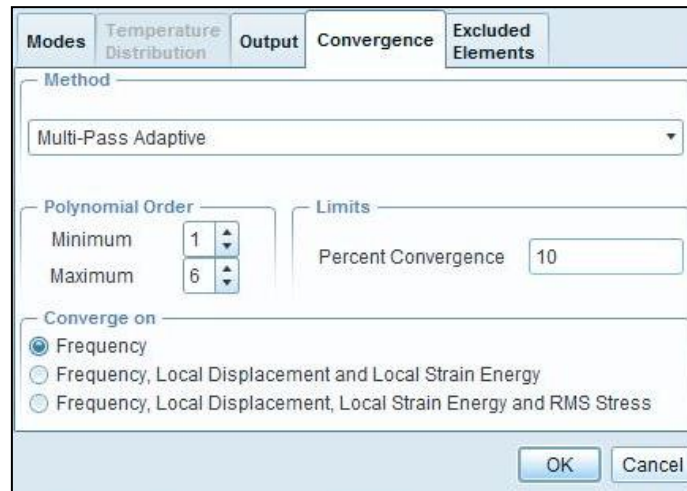 Modes
Temperature
Distribution
Output
Convergence
Excluded
Elements
Method
Multi-Pass Adaptive
Polynomial Order
Minimum 1
Maximum 6
Limits
Percent Convergence 10
Converge on
Frequency
Frequency, Local Displacement and Local Strain Energy
Frequency, Local Displacement, Local Strain Energy and RMS Stress
OK Cancel